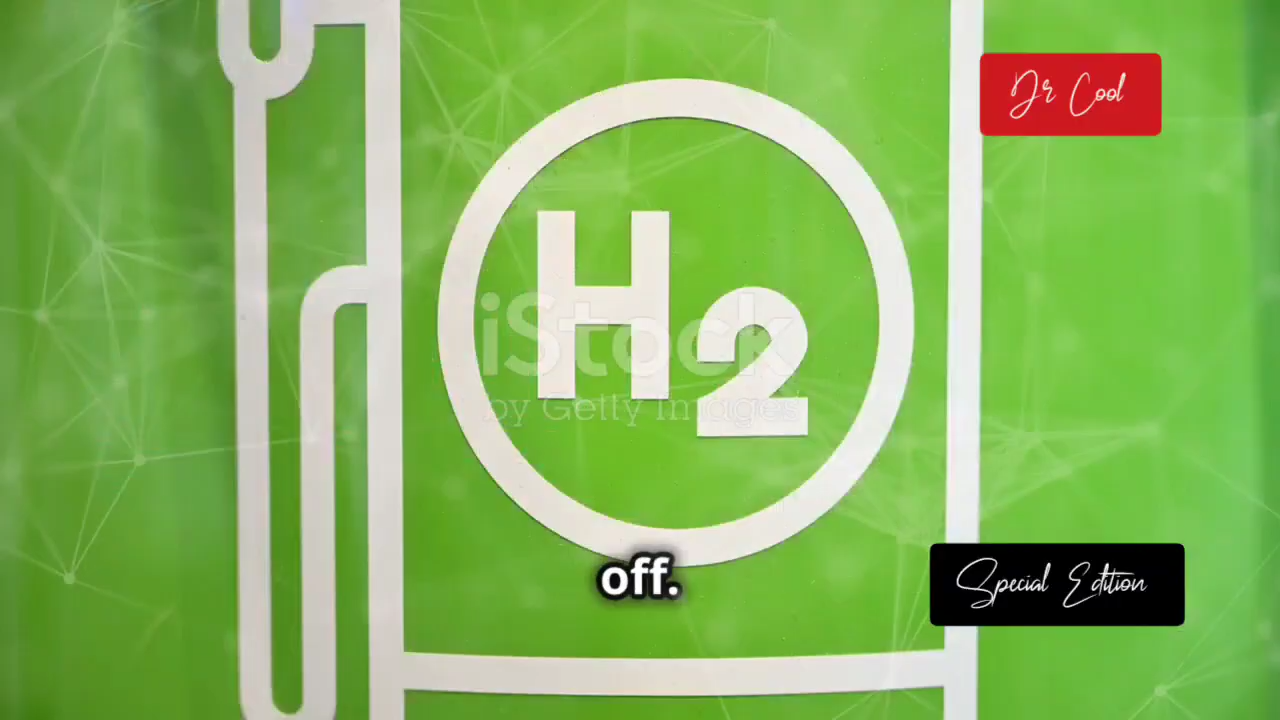 Dr Cool
H2
iStock
by Getty Images
off.
Special Edition